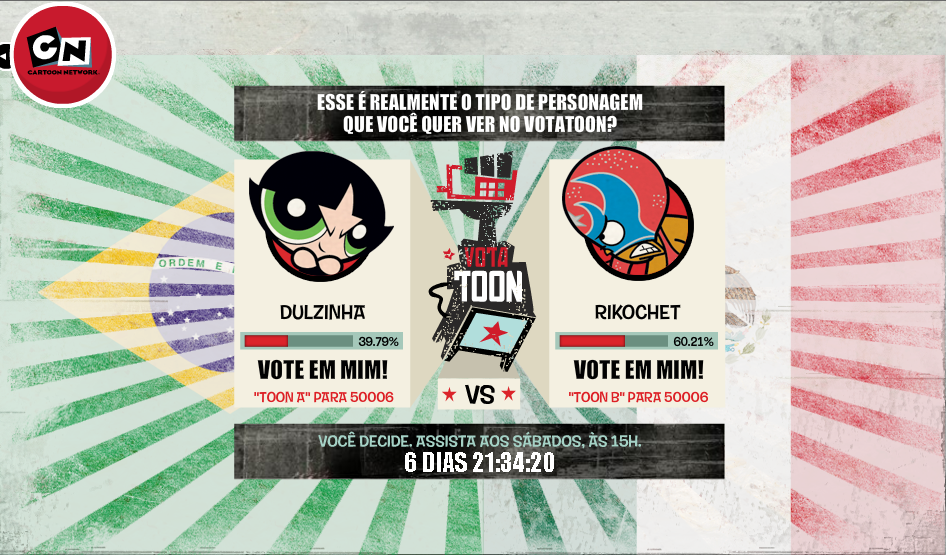 CN
CARTOON NETWORK.
ESSE É REALMENTE O TIPO DE PERSONAGEM
QUE VOCÊ QUER VER NO VOTATOON?
ORDEM E
VOTA
TOON
DULZINHA
39.79%
VOTE EM MIM!
"TOON A" PARA 50006
VS
RIKOCHET
60.21%
VOTE EM MIM!
"TOON B" PARA 50006
VOCÊ DECIDE. ASSISTA AOS SÁBADOS, ÀS 15H.
6 DIAS 21:34:20